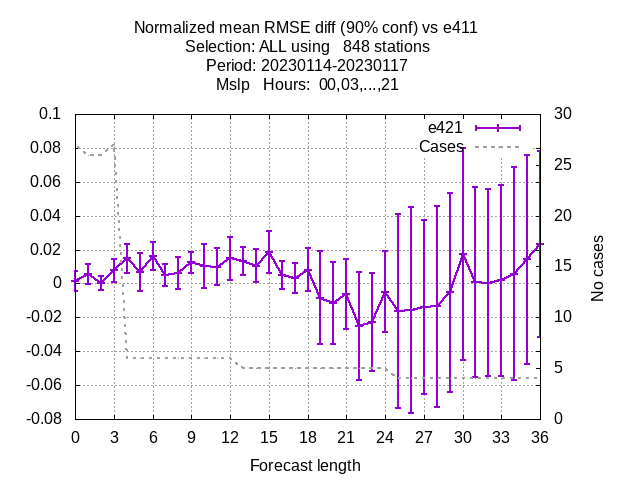 Normalized mean RMSE diff (90% conf) vs e411
Selection: ALL using   848 stations
Period: 20230114-20230117
Mslp   Hours:  00,03,...,21
0.1
0.08
0.06
0.04
0.02
0
-0.02
-0.04
-0.06
-0.08
e421
Cases
30
25
20
15
10
5
0
No cases
0 3 6 9 12 15 18 21 24 27 30 33 36
Forecast length